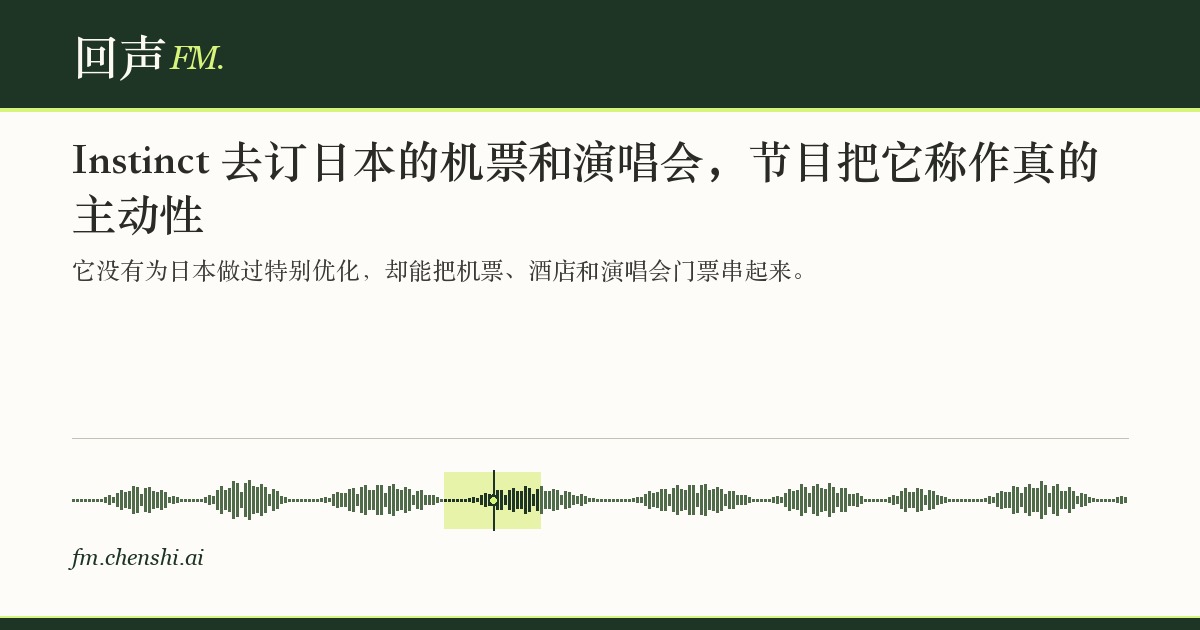 回声 FM.
Instinct 去订日本的机票和演唱会，节目把它称作真的
主动性
它没有为日本做过特别优化，却能把机票、酒店和演唱会门票串起来。
fm.chenshi.ai